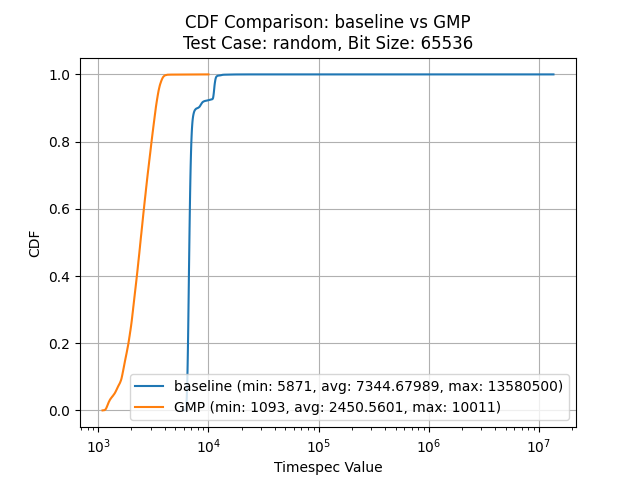 CDF Comparison: baseline vs GMP
Test Case: random, Bit Size: 65536
1.0
0.8
0.6
0.4
0.2
0.0
CDF
baseline (min: 5871, avg: 7344.67989, max: 13580500)
GMP (min: 1093, avg: 2450.5601, max: 10011)
10³ 10⁴ 10⁵ 10⁶ 10⁷
Timespec Value